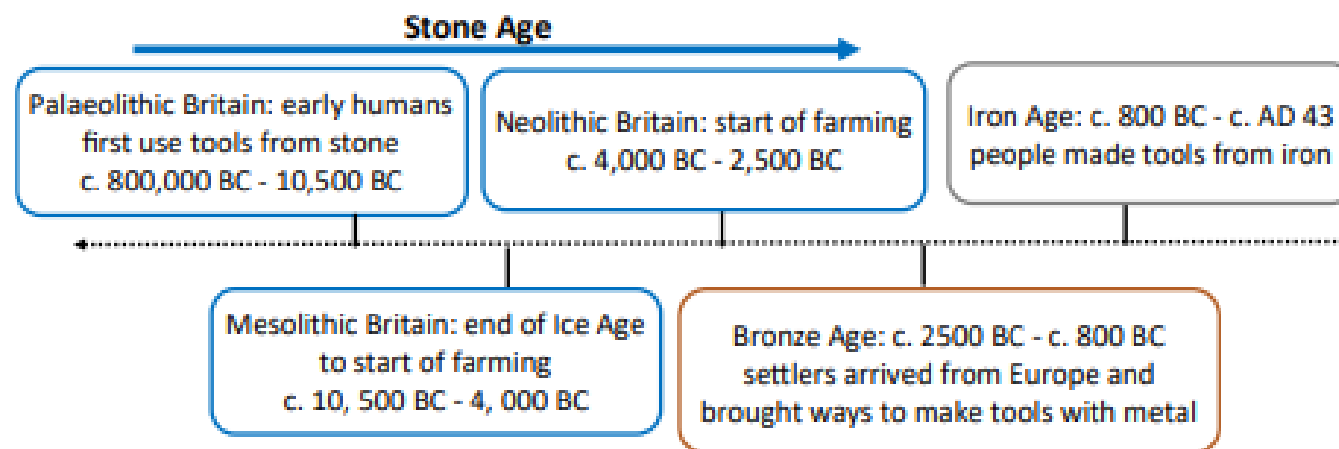 Stone Age
Palaeolithic Britain: early humans
first use tools from stone
c. 800,000 BC - 10,500 BC
Neolithic Britain: start of farming
c. 4,000 BC - 2,500 BC
Iron Age: c. 800 BC - c. AD 43
people made tools from iron
Mesolithic Britain: end of Ice Age
to start of farming
c. 10, 500 BC - 4, 000 BC
Bronze Age: c. 2500 BC - c. 800 BC
settlers arrived from Europe and
brought ways to make tools with metal